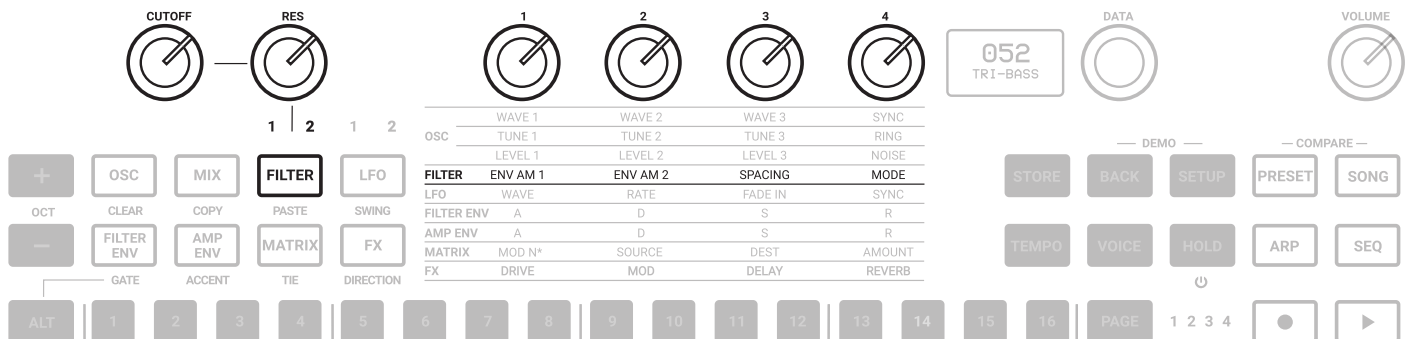 CUTOFF RES 1 2 3 4 DATA VOLUME
052
TRI-BASS
1 2 1 2
WAVE 1 WAVE 2 WAVE 3 SYNC
OSC TUNE 1 TUNE 2 TUNE 3 RING
LEVEL 1 LEVEL 2 LEVEL 3 NOISE
FILTER ENV AM 1 ENV AM 2 SPACING MODE
LFO WAVE RATE FADE IN SYNC
FILTER ENV A D S R
AMP ENV A D S R
MATRIX MOD N* SOURCE DEST AMOUNT
FX DRIVE MOD DELAY REVERB
DEMO COMPARE
+ OSC MIX FILTER LFO STORE BACK SETUP PRESET SONG
OCT CLEAR COPY PASTE SWING
− FILTER ENV AMP ENV MATRIX FX TEMPO VOICE HOLD ARP SEQ
GATE ACCENT TIE DIRECTION
ALT 1 2 3 4 5 6 7 8 9 10 11 12 13 14 15 16 PAGE 1 2 3 4